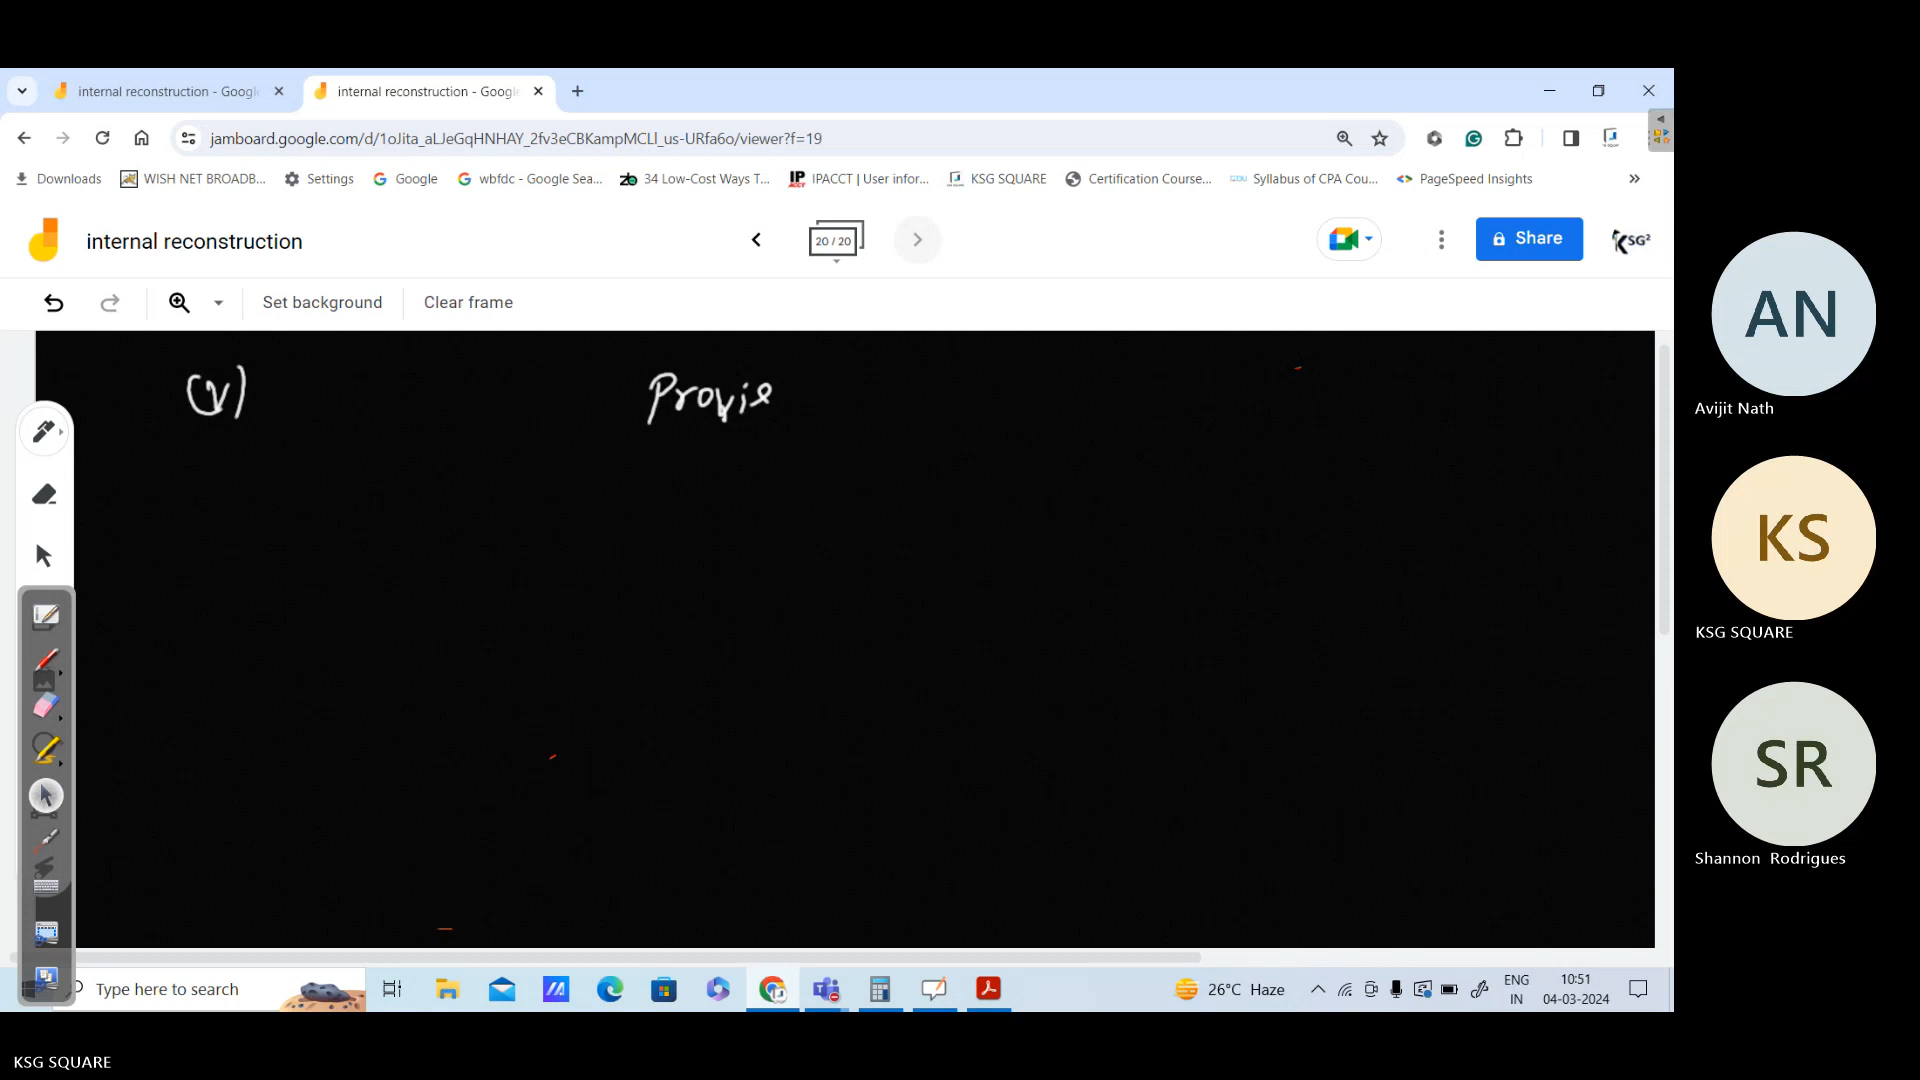 internal reconstruction - Googl
internal reconstruction - Google
jamboard.google.com/d/1oJita_aLJeGqHNHAY_2fv3eCBKampMCLl_us-URfa6o/viewer?f=19
Downloads WISH NET BROADB... Settings Google wbfdc - Google Sea... 34 Low-Cost Ways T... IPACCT | User infor... KSG SQUARE Certification Course... Syllabus of CPA Cou... PageSpeed Insights
internal reconstruction
20 / 20
Share
KSG²
Set background Clear frame
(v) Provis
AN
Avijit Nath
KS
KSG SQUARE
SR
Shannon Rodrigues
Type here to search
26°C Haze
ENG
IN
10:51
04-03-2024
KSG SQUARE